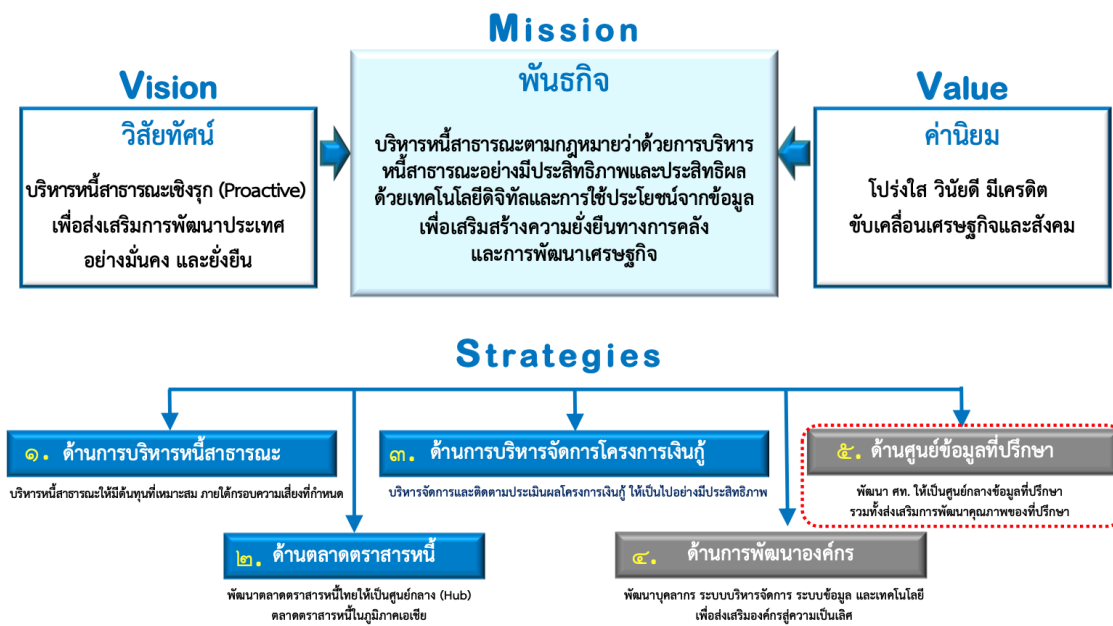 Mission
พันธกิจ
บริหารหนี้สาธารณะตามกฎหมายว่าด้วยการบริหาร
หนี้สาธารณะอย่างมีประสิทธิภาพและประสิทธิผล
ด้วยเทคโนโลยีดิจิทัลและการใช้ประโยชน์จากข้อมูล
เพื่อเสริมสร้างความยั่งยืนทางการคลัง
และการพัฒนาเศรษฐกิจ
Vision
วิสัยทัศน์
บริหารหนี้สาธารณะเชิงรุก (Proactive)
เพื่อส่งเสริมการพัฒนาประเทศ
อย่างมั่นคง และยั่งยืน
Value
ค่านิยม
โปร่งใส วินัยดี มีเครดิต
ขับเคลื่อนเศรษฐกิจและสังคม
Strategies
๑. ด้านการบริหารหนี้สาธารณะ
บริหารหนี้สาธารณะให้มีต้นทุนที่เหมาะสม ภายใต้กรอบความเสี่ยงที่กำหนด
๒. ด้านตลาดตราสารหนี้
พัฒนาตลาดตราสารหนี้ไทยให้เป็นศูนย์กลาง (Hub)
ตลาดตราสารหนี้ในภูมิภาคเอเชีย
๓. ด้านการบริหารจัดการโครงการเงินกู้
บริหารจัดการและติดตามประเมินผลโครงการเงินกู้ ให้เป็นไปอย่างมีประสิทธิภาพ
๔. ด้านการพัฒนาองค์กร
พัฒนาบุคลากร ระบบบริหารจัดการ ระบบข้อมูล และเทคโนโลยี
เพื่อส่งเสริมองค์กรสู่ความเป็นเลิศ
๕. ด้านศูนย์ข้อมูลที่ปรึกษา
พัฒนา ศท. ให้เป็นศูนย์กลางข้อมูลที่ปรึกษา
รวมทั้งส่งเสริมการพัฒนาคุณภาพของที่ปรึกษา